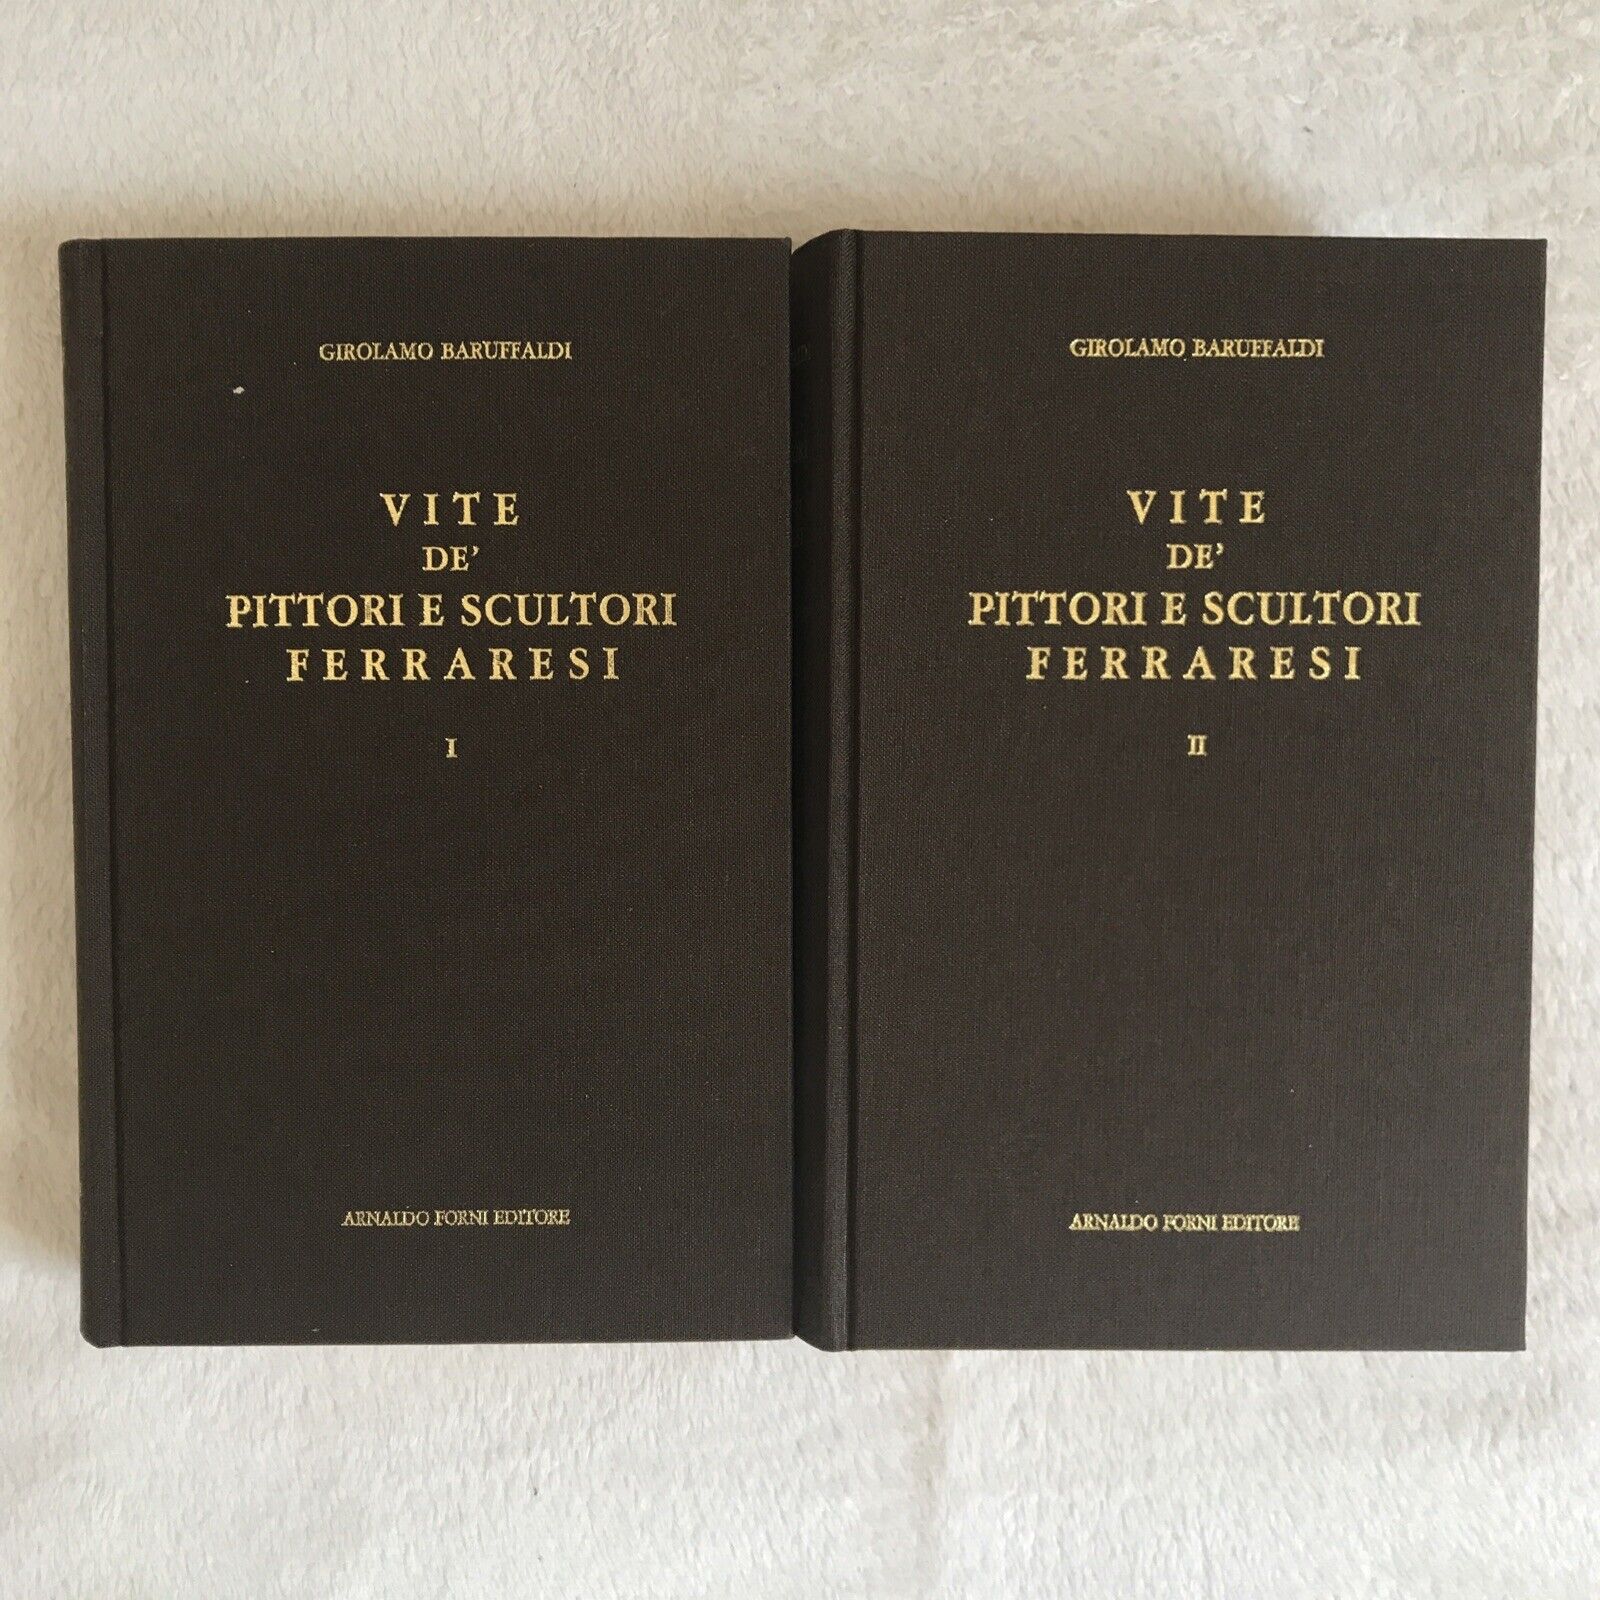 GIROLAMO BARUFFALDI
VITE
DE'
PITTORI E SCULTORI
FERRARESI
I
ARNALDO FORNI EDITORE
GIROLAMO BARUFFALDI
VITE
DE'
PITTORI E SCULTORI
FERRARESI
II
ARNALDO FORNI EDITORE